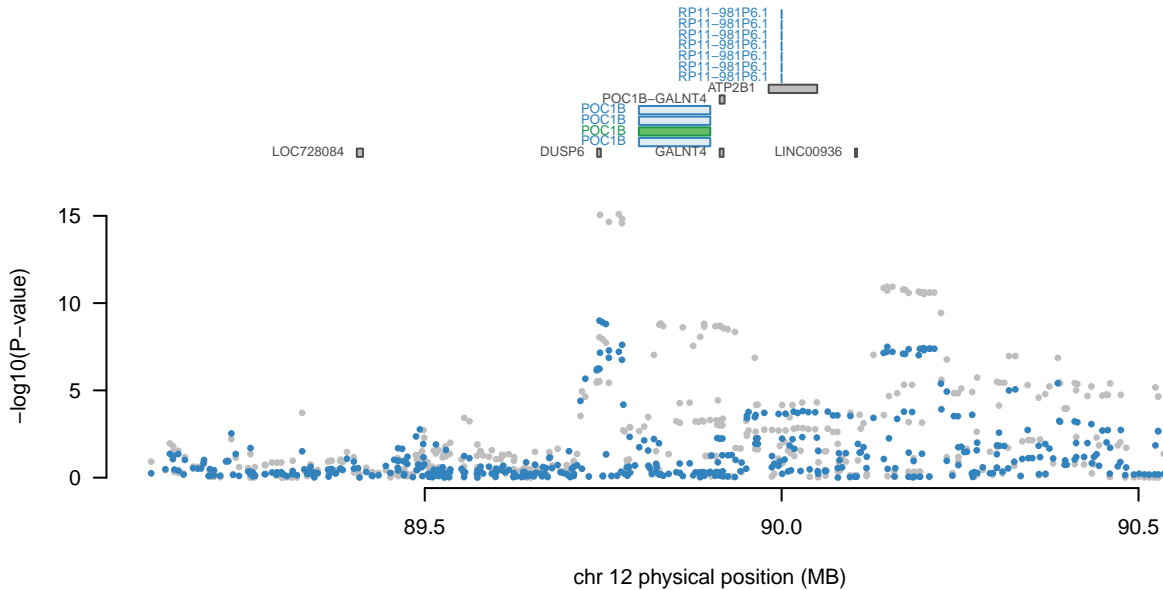 RP11−981P6.1
RP11−981P6.1
RP11−981P6.1
RP11−981P6.1
RP11−981P6.1
RP11−981P6.1
RP11−981P6.1
ATP2B1
POC1B−GALNT4
POC1B
POC1B
POC1B
POC1B
LOC728084 DUSP6 GALNT4 LINC00936
15
10
5
0
−log10(P−value)
89.5 90.0 90.5
chr 12 physical position (MB)